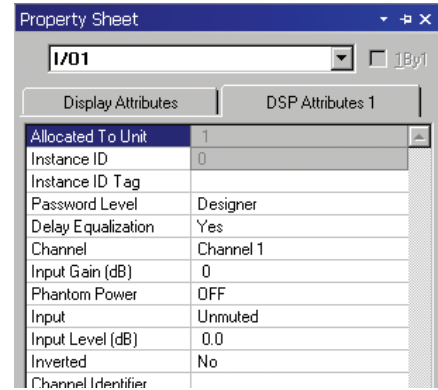 Property Sheet
I/01
1By1
Display Attributes DSP Attributes 1
Allocated To Unit 1
Instance ID 0
Instance ID Tag
Password Level Designer
Delay Equalization Yes
Channel Channel 1
Input Gain (dB) 0
Phantom Power OFF
Input Unmuted
Input Level (dB) 0.0
Inverted No
Channel Identifier